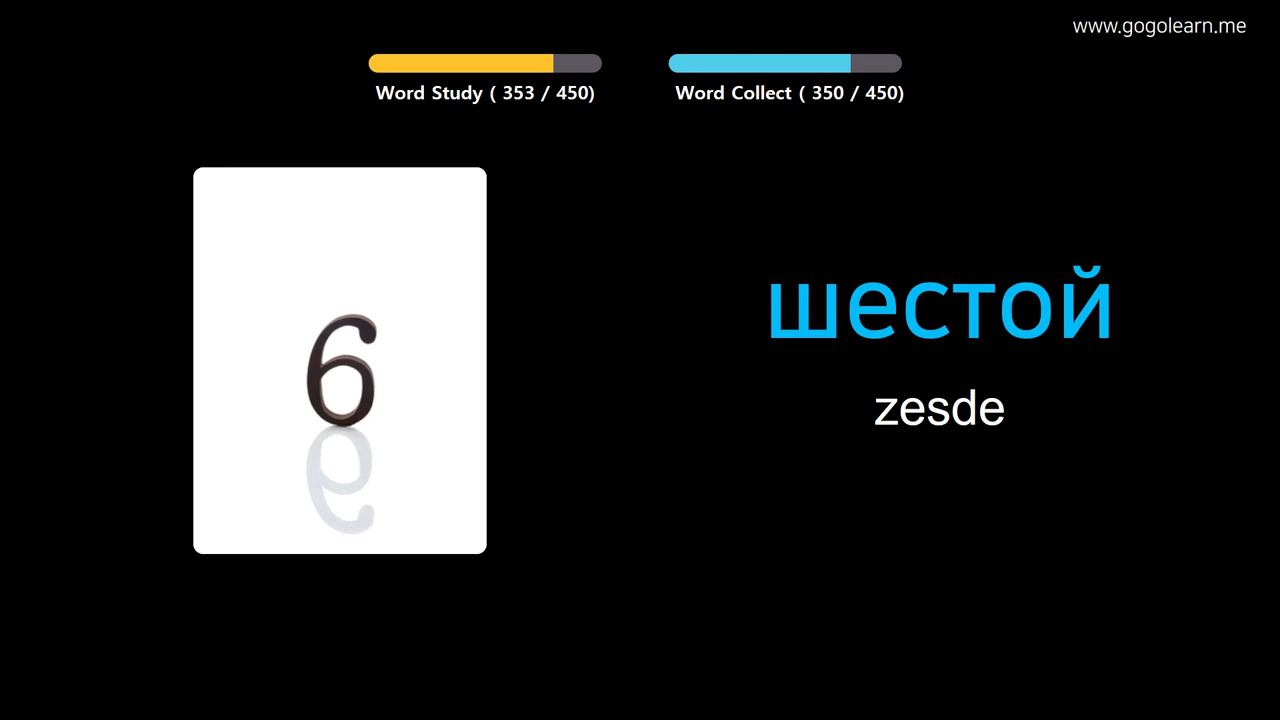 www.gogolearn.me
Word Study ( 353 / 450)
Word Collect ( 350 / 450)
6
шестой
zesde